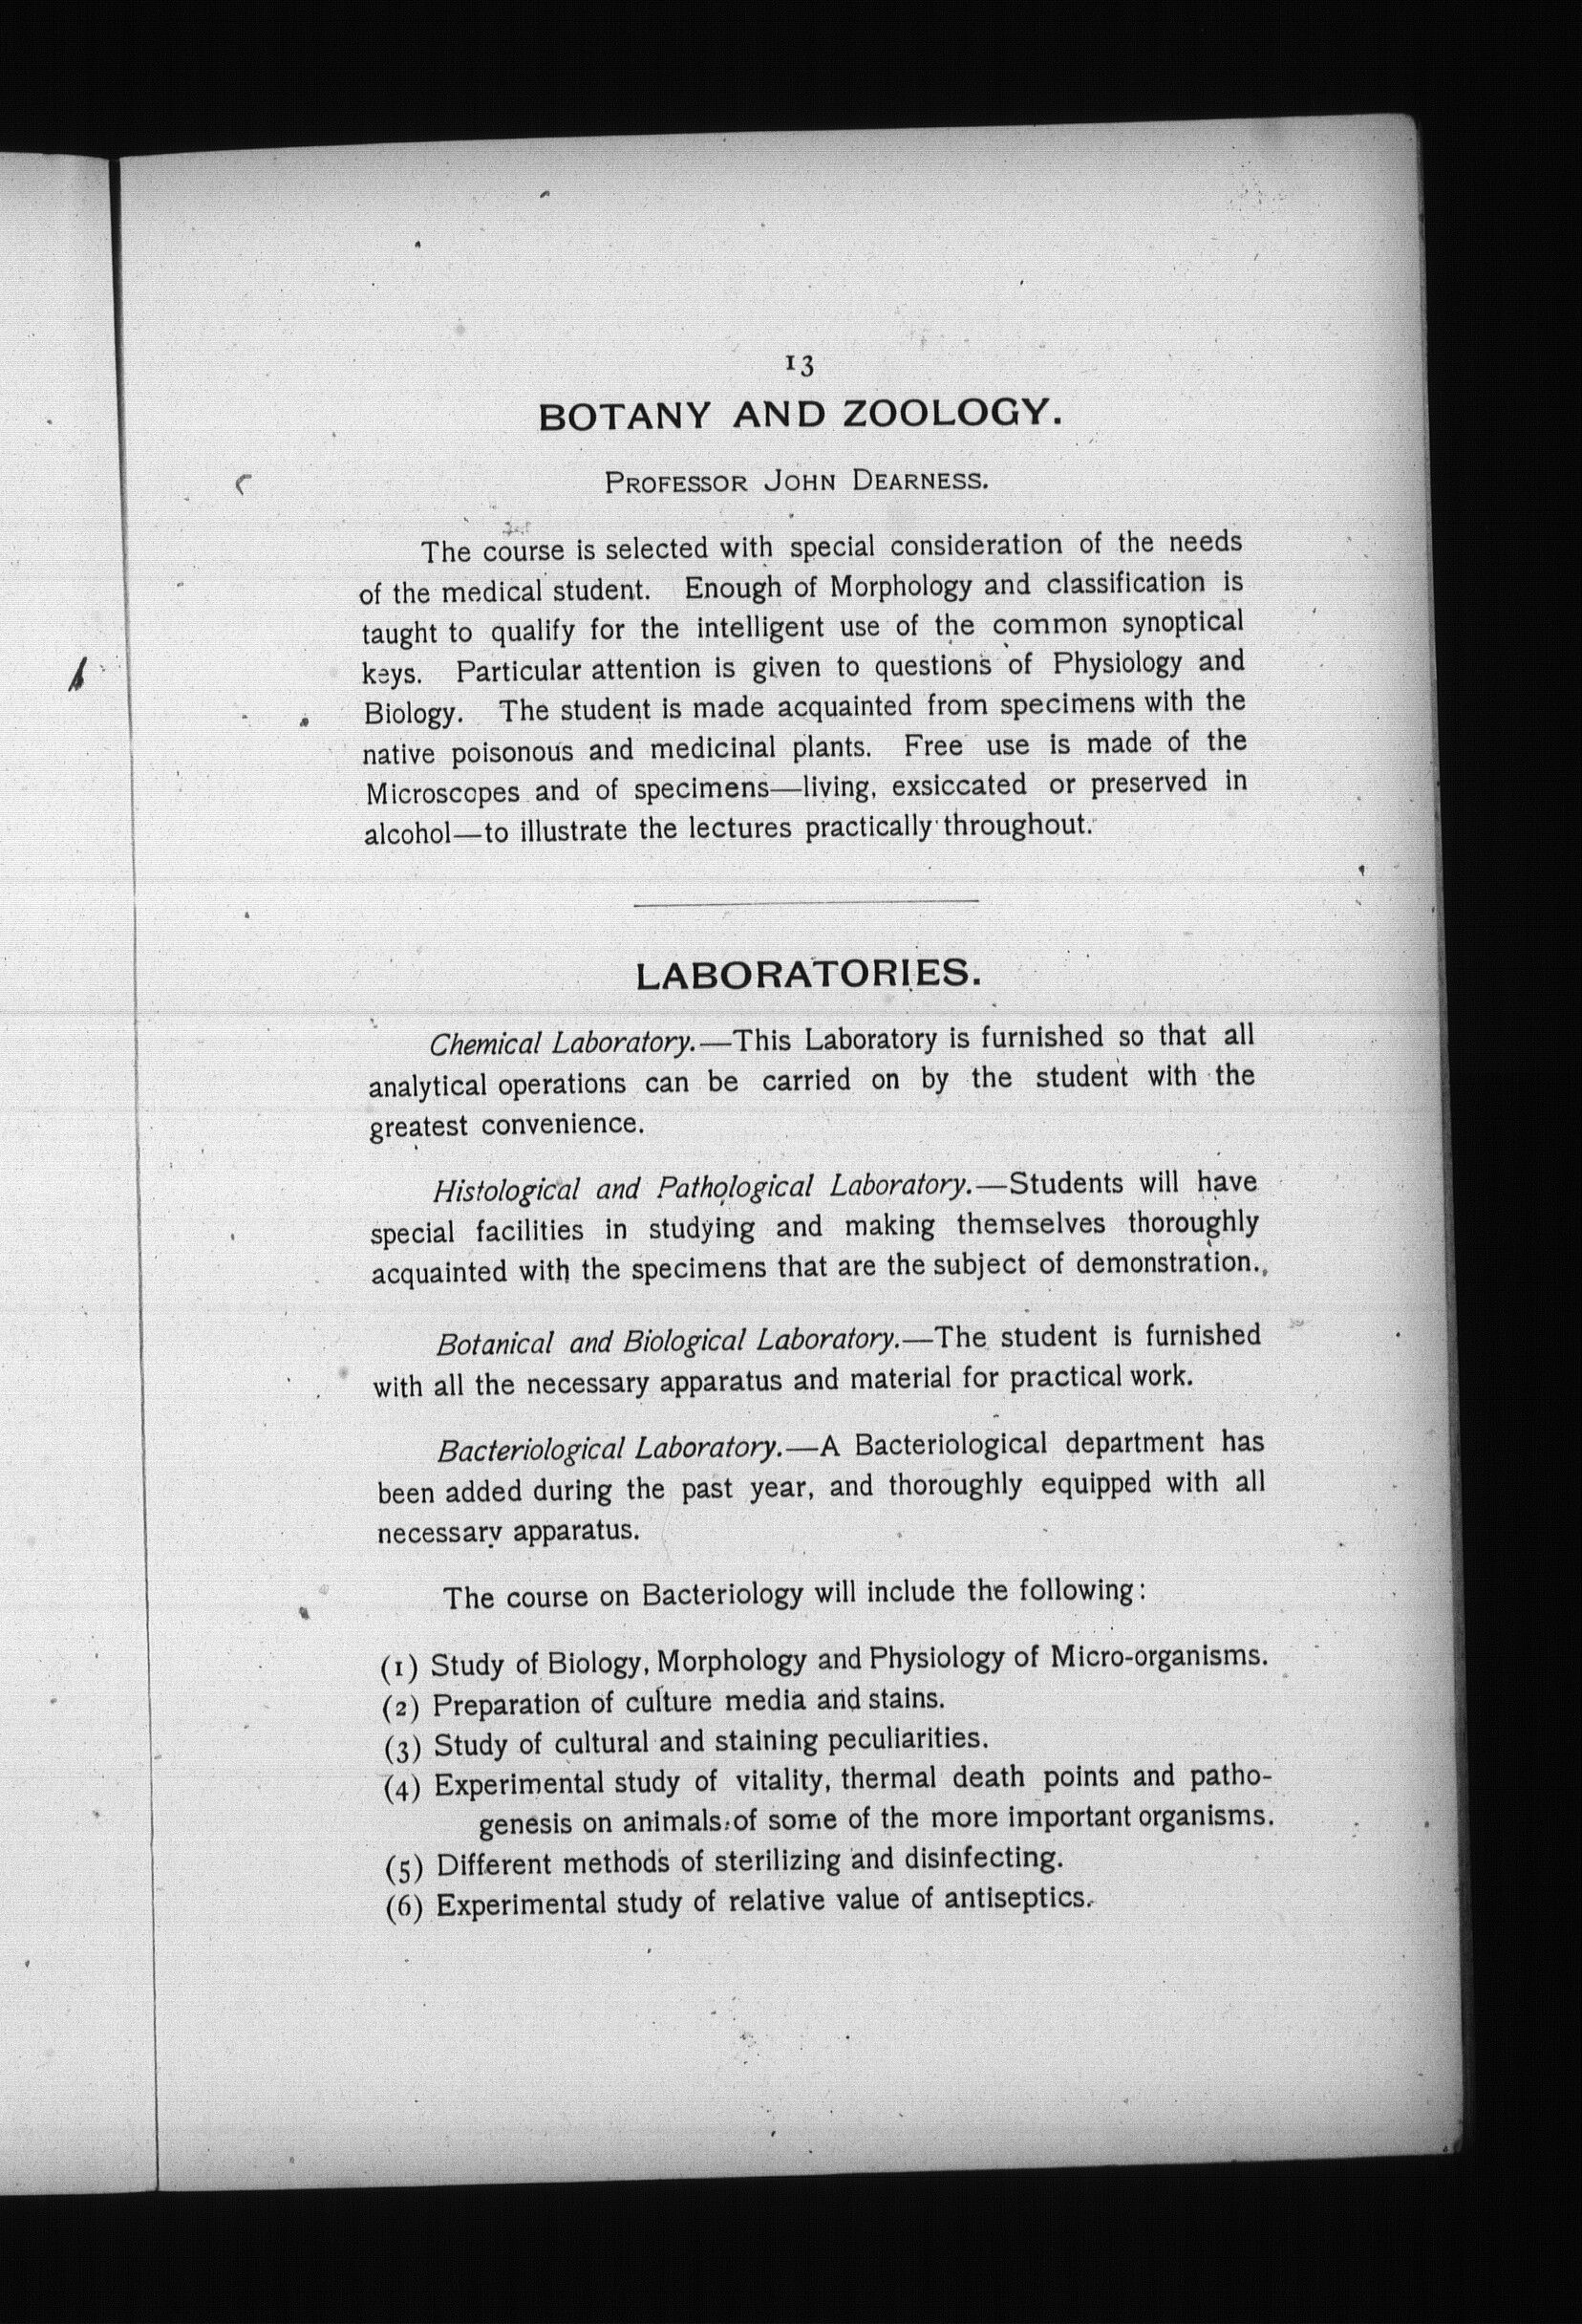 13
BOTANY AND ZOOLOGY.
PROFESSOR JOHN DEARNESS.
The course is selected with special consideration of the needs
of the medical student. Enough of Morphology and classification is
taught to qualify for the intelligent use of the common synoptical
keys. Particular attention is given to questions of Physiology and
Biology. The student is made acquainted from specimens with the
native poisonous and medicinal plants. Free use is made of the
Microscopes and of specimens—living, exsiccated or preserved in
alcohol—to illustrate the lectures practically throughout.
LABORATORIES.
Chemical Laboratory.—This Laboratory is furnished so that all
analytical operations can be carried on by the student with the
greatest convenience.
Histological and Pathological Laboratory.—Students will have
special facilities in studying and making themselves thoroughly
acquainted with the specimens that are the subject of demonstration.
Botanical and Biological Laboratory.—The student is furnished
with all the necessary apparatus and material for practical work.
Bacteriological Laboratory.—A Bacteriological department has
been added during the past year, and thoroughly equipped with all
necessary apparatus.
The course on Bacteriology will include the following:
(1) Study of Biology, Morphology and Physiology of Micro-organisms.
(2) Preparation of culture media and stains.
(3) Study of cultural and staining peculiarities.
(4) Experimental study of vitality, thermal death points and patho-
genesis on animals of some of the more important organisms.
(5) Different methods of sterilizing and disinfecting.
(6) Experimental study of relative value of antiseptics.